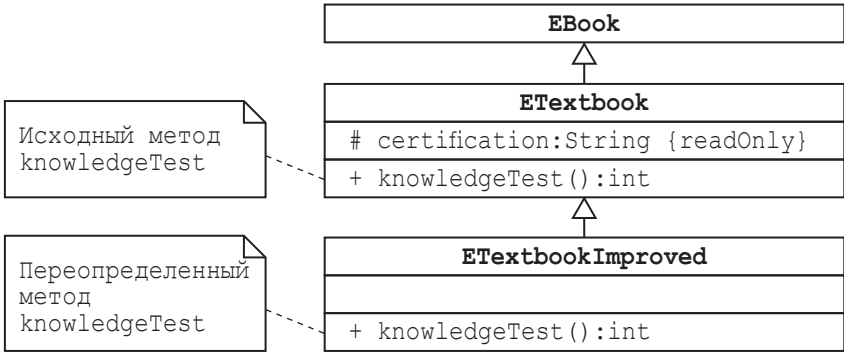 EBook
ETextbook
# certification:String {readOnly}
+ knowledgeTest():int
Исходный метод
knowledgeTest
ETextbookImproved
+ knowledgeTest():int
Переопределенный
метод
knowledgeTest